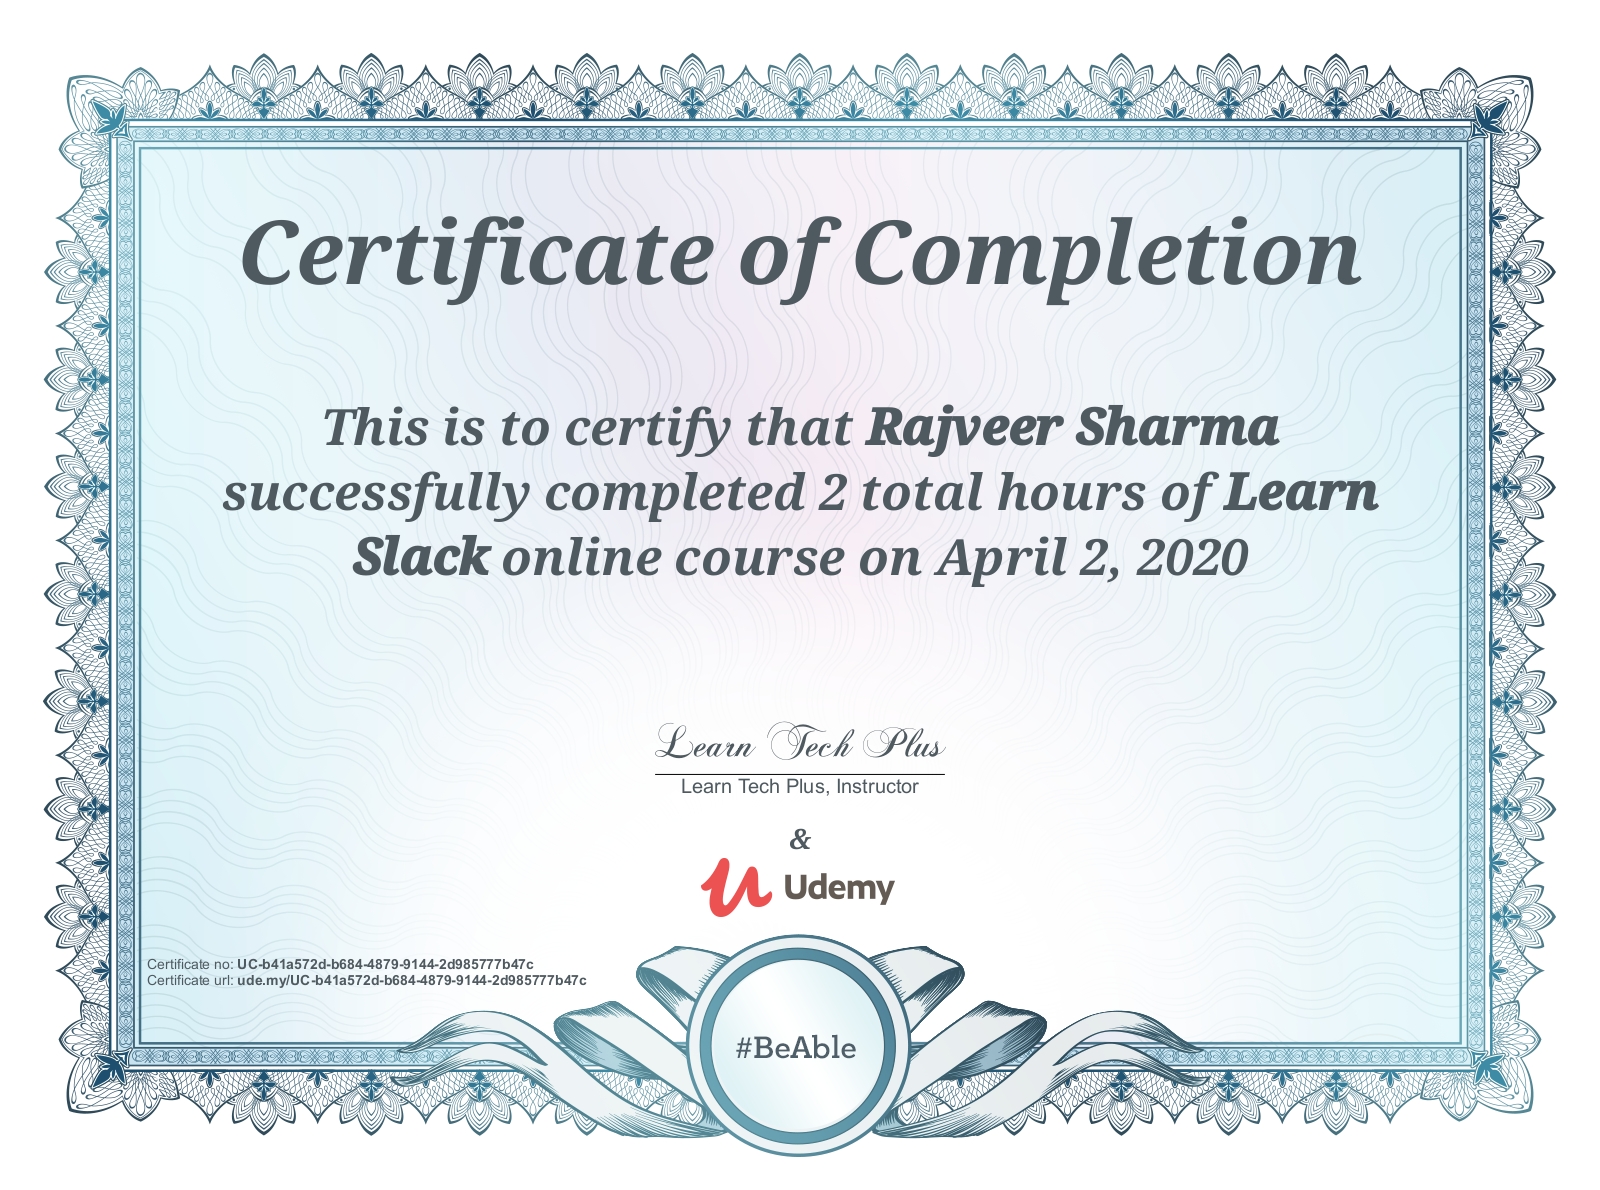 Certificate of Completion
This is to certify that Rajveer Sharma
successfully completed 2 total hours of Learn
Slack online course on April 2, 2020
Learn Tech Plus
Learn Tech Plus, Instructor
&
Udemy
Certificate no: UC-b41a572d-b684-4879-9144-2d985777b47c
Certificate url: ude.my/UC-b41a572d-b684-4879-9144-2d985777b47c
#BeAble